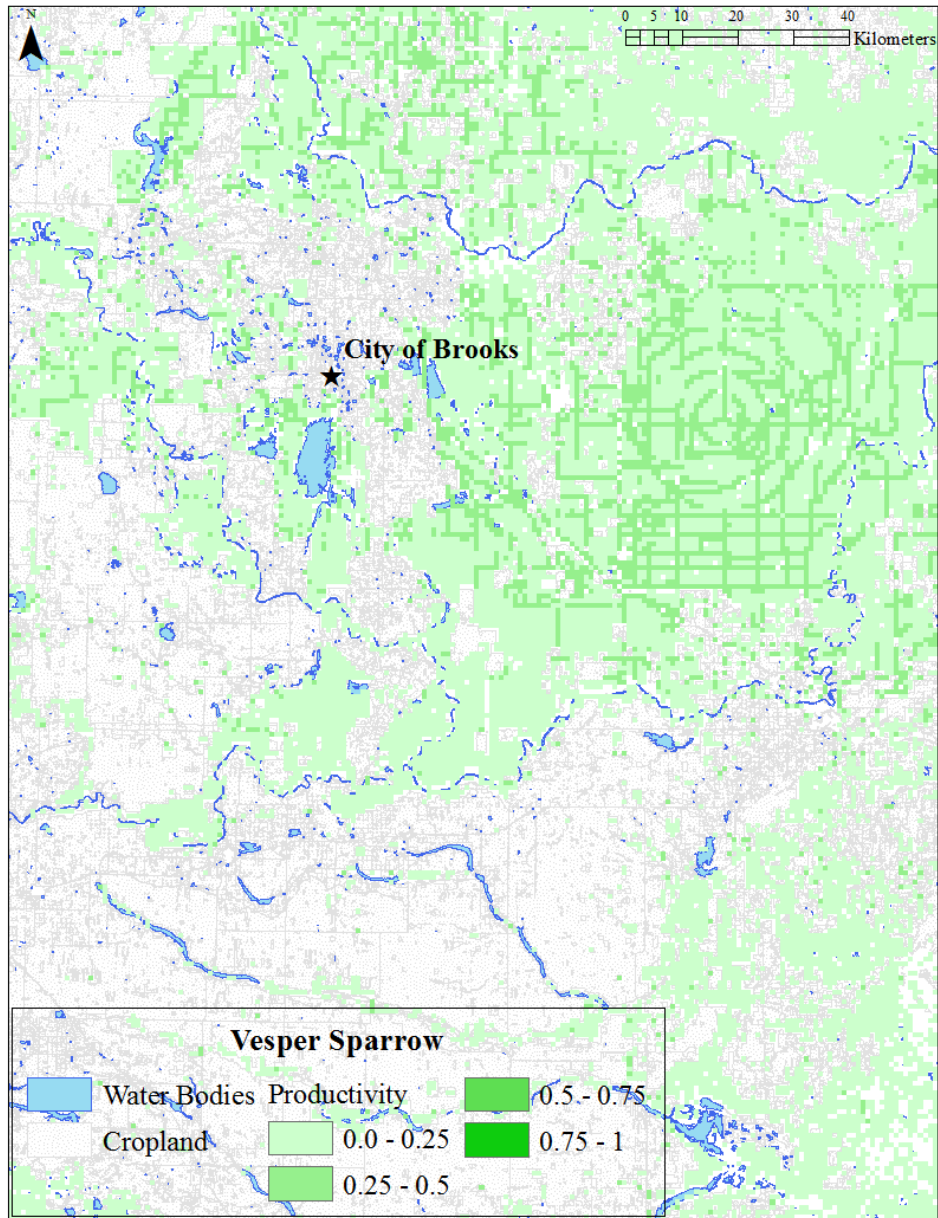 N
0 5 10 20 30 40
Kilometers
City of Brooks
Vesper Sparrow
Water Bodies Productivity 0.5 - 0.75
Cropland 0.0 - 0.25 0.75 - 1
0.25 - 0.5